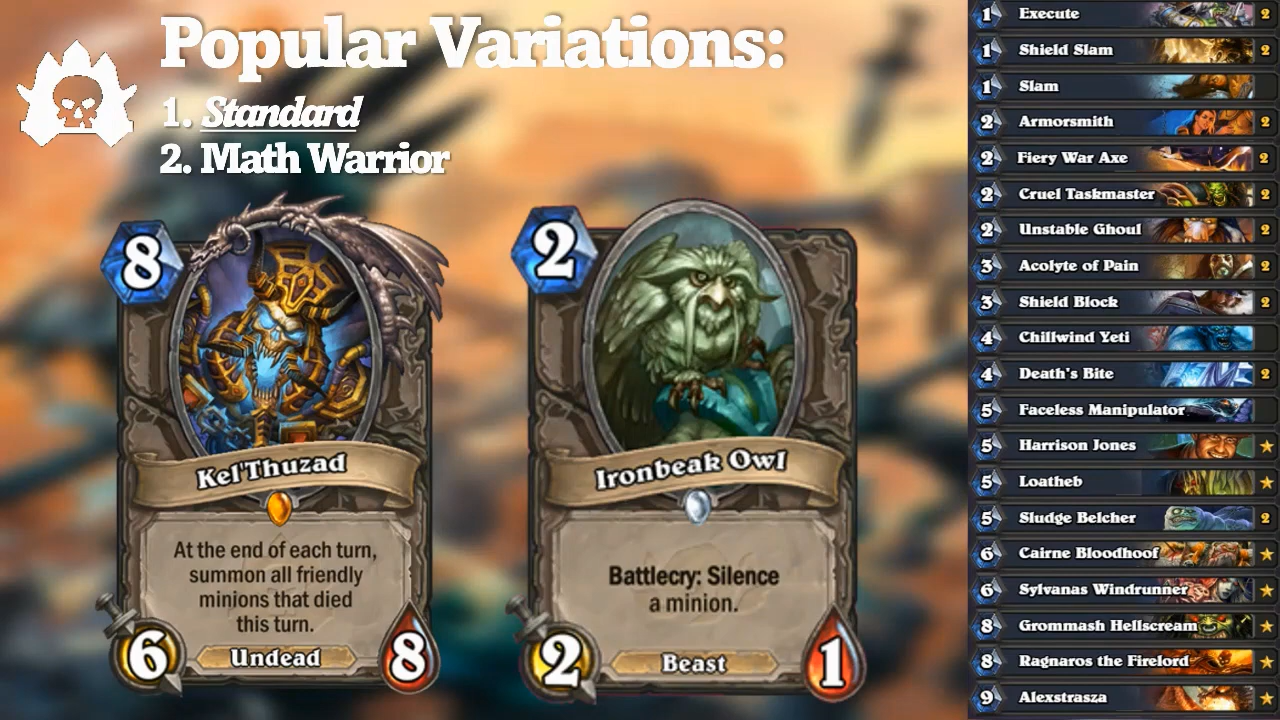 Popular Variations:
1. Standard
2. Math Warrior
8
Kel'Thuzad
At the end of each turn,
summon all friendly
minions that died
this turn.
6
Undead
8
2
Ironbeak Owl
Battlecry: Silence
a minion.
2
Beast
1
1 Execute 2
1 Shield Slam 2
1 Slam
2 Armorsmith 2
2 Fiery War Axe 2
2 Cruel Taskmaster 2
2 Unstable Ghoul 2
3 Acolyte of Pain 2
3 Shield Block 2
4 Chillwind Yeti
4 Death's Bite 2
5 Faceless Manipulator
5 Harrison Jones
5 Loatheb
5 Sludge Belcher 2
6 Cairne Bloodhoof
6 Sylvanas Windrunner
8 Grommash Hellscream
8 Ragnaros the Firelord
9 Alexstrasza